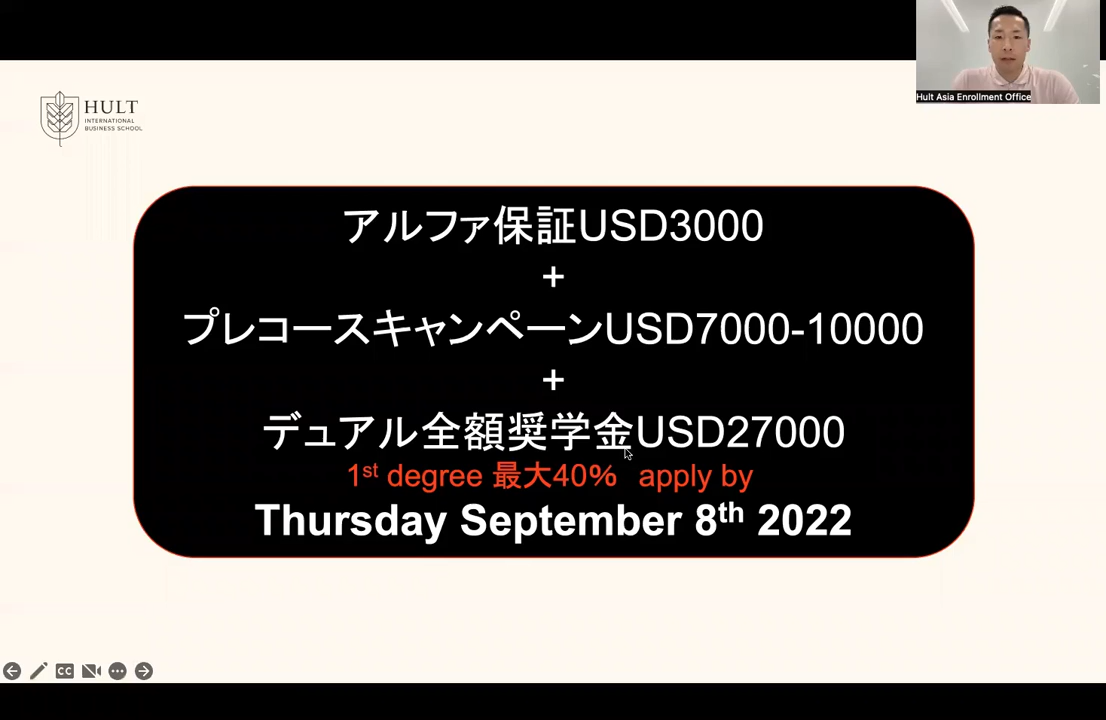 Hult Asia Enrollment Office
HULT
INTERNATIONAL
BUSINESS SCHOOL
アルファ保証USD3000
+
プレコースキャンペーンUSD7000-10000
+
デュアル全額奨学金USD27000
1st degree 最大40% apply by
Thursday September 8th 2022
CC